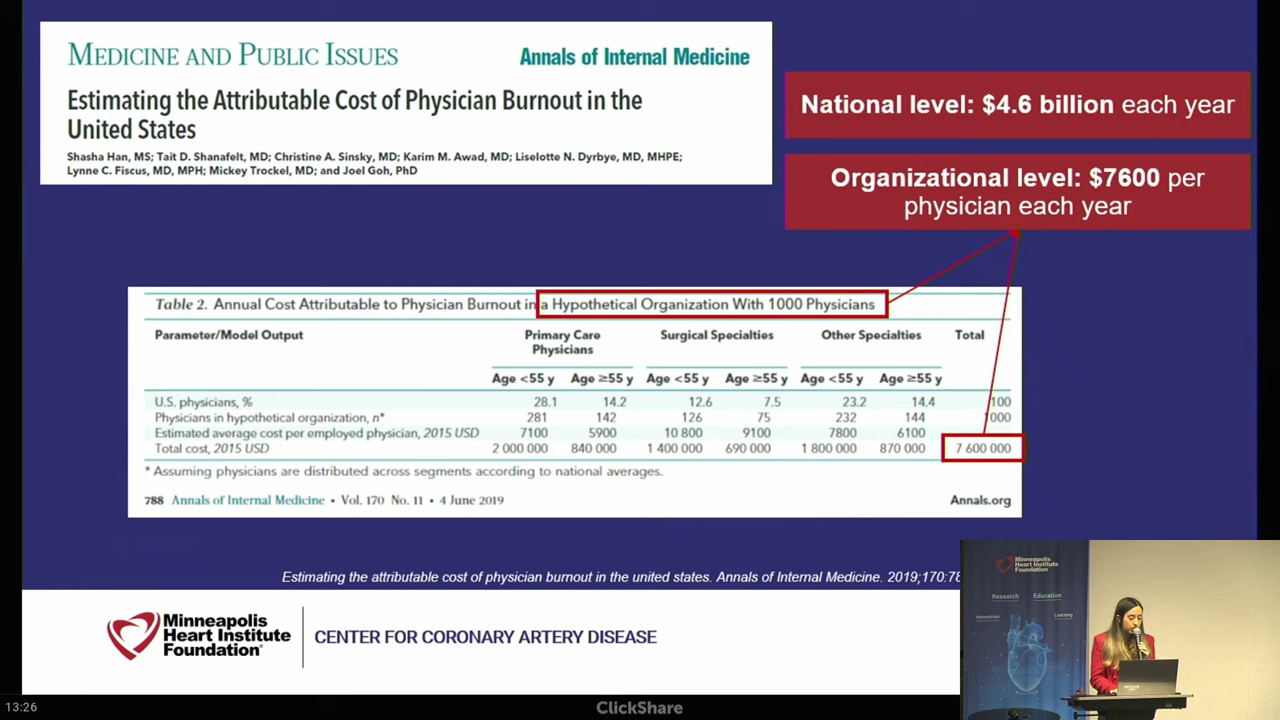 MEDICINE AND PUBLIC ISSUES
Annals of Internal Medicine
Estimating the Attributable Cost of Physician Burnout in the
United States
Shasha Han, MS; Tait D. Shanafelt, MD; Christine A. Sinsky, MD; Karim M. Awad, MD; Liselotte N. Dyrbye, MD, MHPE;
Lynne C. Fiscus, MD, MPH; Mickey Trockel, MD; and Joel Goh, PhD
National level: $4.6 billion each year
Organizational level: $7600 per
physician each year
Table 2. Annual Cost Attributable to Physician Burnout in a Hypothetical Organization With 1000 Physicians
Parameter/Model Output Primary Care Surgical Specialties Other Specialties Total
Physicians
Age <55 y Age ≥55 y Age <55 y Age ≥55 y Age <55 y Age ≥55 y
U.S. physicians, % 28.1 14.2 12.6 7.5 23.2 14.4 100
Physicians in hypothetical organization, n* 281 142 126 75 232 144 1000
Estimated average cost per employed physician, 2015 USD 7100 5900 10 800 9100 7800 6100
Total cost, 2015 USD 2 000 000 840 000 1 400 000 690 000 1 800 000 870 000 7 600 000
* Assuming physicians are distributed across segments according to national averages.
788 Annals of Internal Medicine • Vol. 170 No. 11 • 4 June 2019 Annals.org
Estimating the attributable cost of physician burnout in the united states. Annals of Internal Medicine. 2019;170:78
Minneapolis
Heart Institute
Foundation®
CENTER FOR CORONARY ARTERY DISEASE
Minneapolis
Heart Institute
Foundation
Research Education
Innovation Learning
13:26
ClickShare